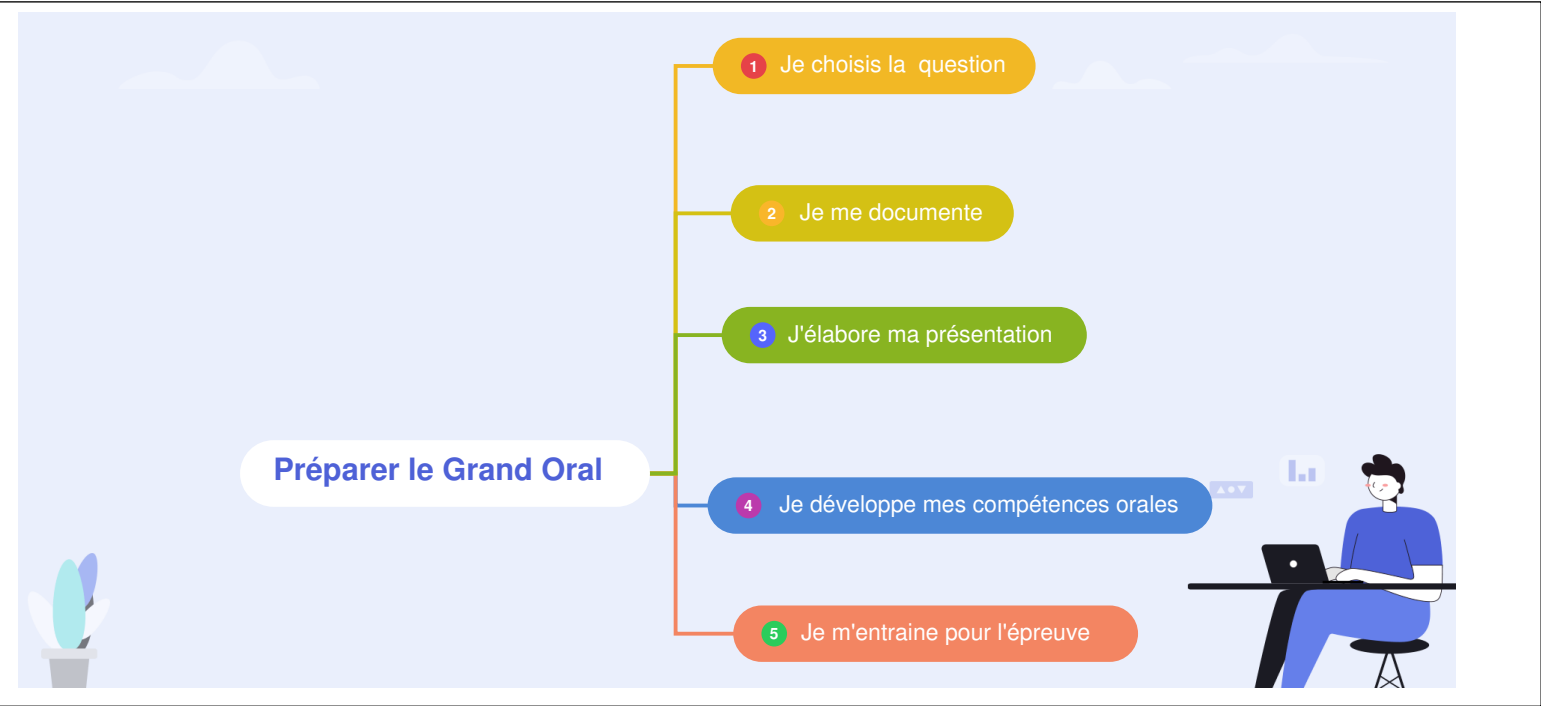 1 Je choisis la  question
2 Je me documente
3 J'élabore ma présentation
Préparer le Grand Oral
4 Je développe mes compétences orales
5 Je m'entraine pour l'épreuve